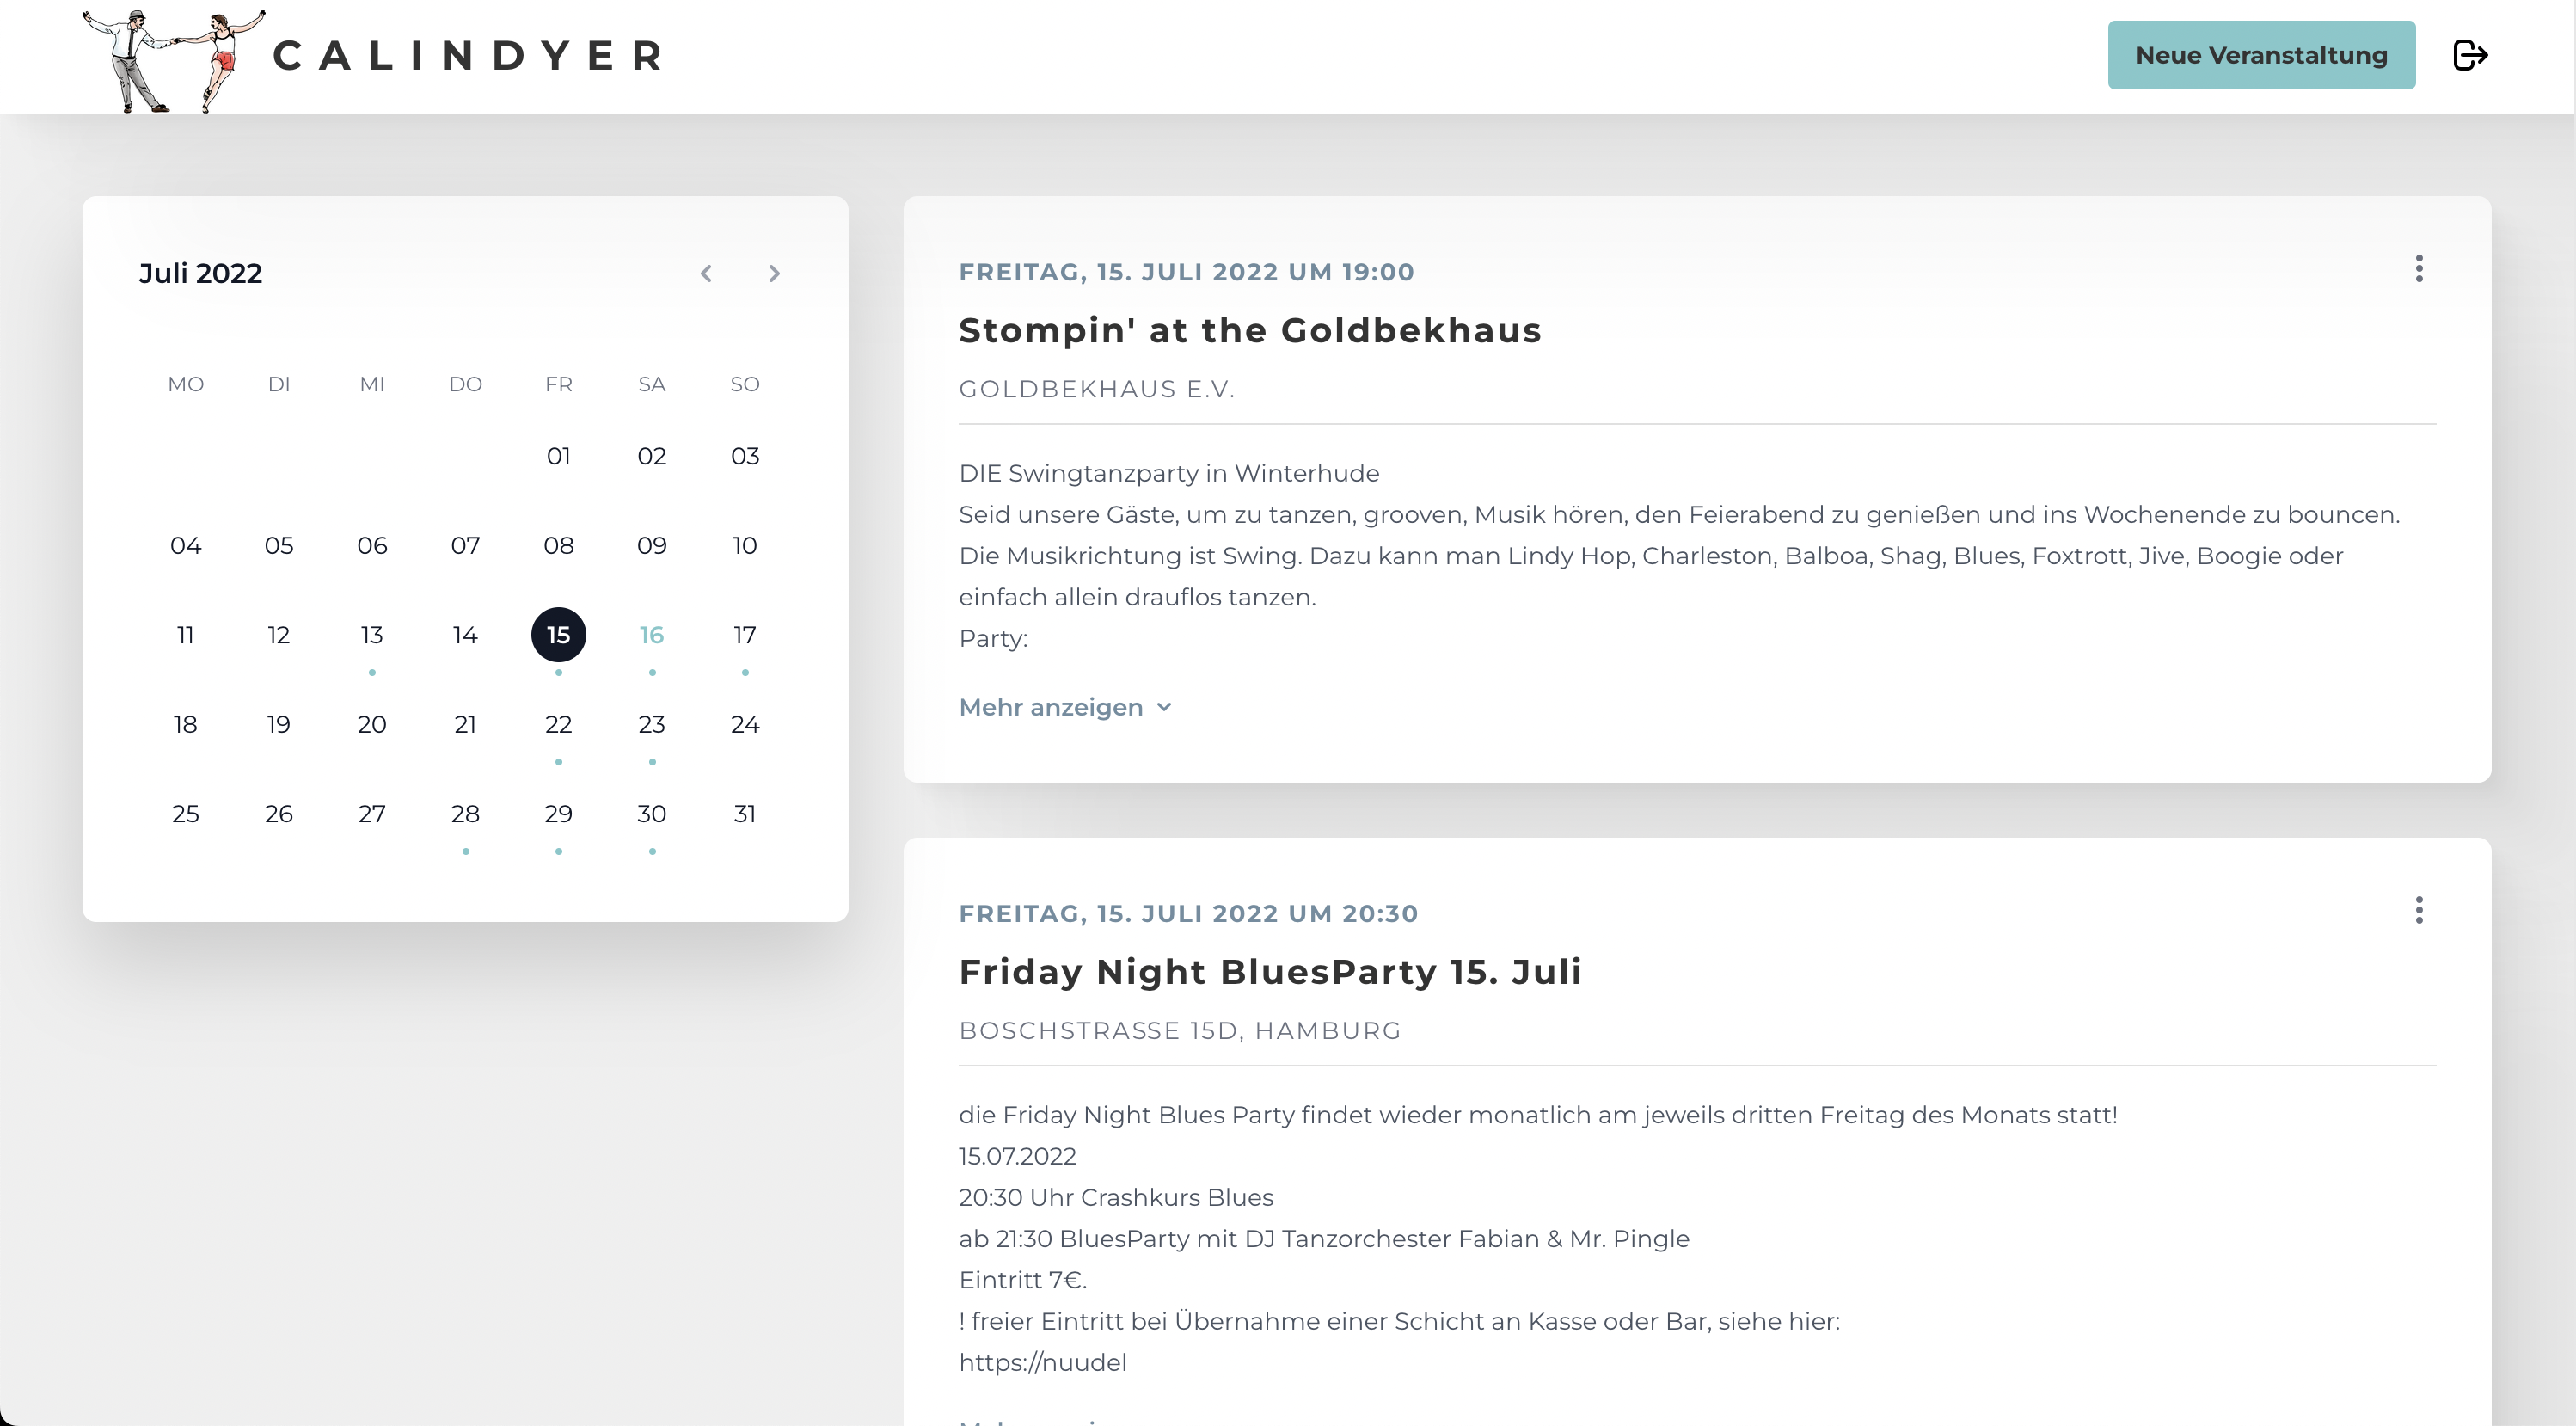 CALINDYER
Neue Veranstaltung
Juli 2022
MO DI MI DO FR SA SO
01 02 03
04 05 06 07 08 09 10
11 12 13 14 15 16 17
18 19 20 21 22 23 24
25 26 27 28 29 30 31
FREITAG, 15. JULI 2022 UM 19:00
Stompin' at the Goldbekhaus
GOLDBEKHAUS E.V.
DIE Swingtanzparty in Winterhude
Seid unsere Gäste, um zu tanzen, grooven, Musik hören, den Feierabend zu genießen und ins Wochenende zu bouncen.
Die Musikrichtung ist Swing. Dazu kann man Lindy Hop, Charleston, Balboa, Shag, Blues, Foxtrott, Jive, Boogie oder
einfach allein drauflos tanzen.
Party:
Mehr anzeigen
FREITAG, 15. JULI 2022 UM 20:30
Friday Night BluesParty 15. Juli
BOSCHSTRASSE 15D, HAMBURG
die Friday Night Blues Party findet wieder monatlich am jeweils dritten Freitag des Monats statt!
15.07.2022
20:30 Uhr Crashkurs Blues
ab 21:30 BluesParty mit DJ Tanzorchester Fabian & Mr. Pingle
Eintritt 7€.
! freier Eintritt bei Übernahme einer Schicht an Kasse oder Bar, siehe hier:
https://nuudel